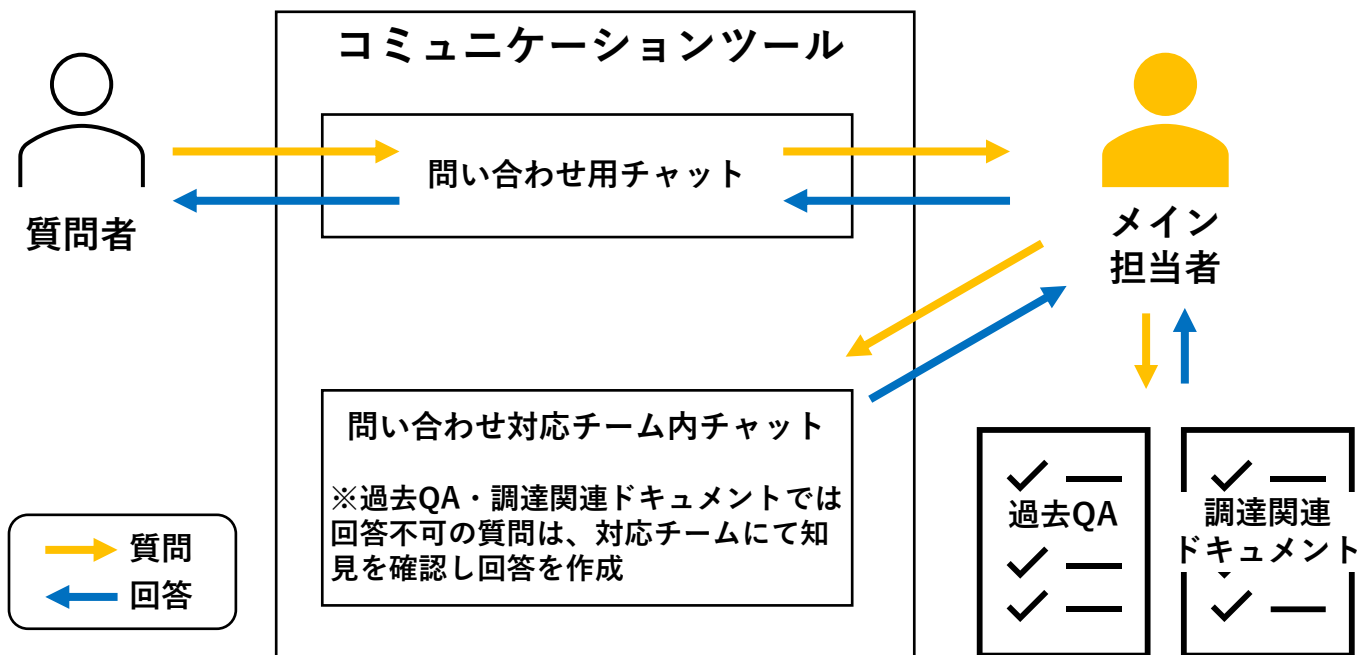 コミュニケーションツール
問い合わせ用チャット
質問者
メイン
担当者
問い合わせ対応チーム内チャット
※過去QA・調達関連ドキュメントでは
回答不可の質問は、対応チームにて知
見を確認し回答を作成
過去QA
調達関連
ドキュメント
質問
回答